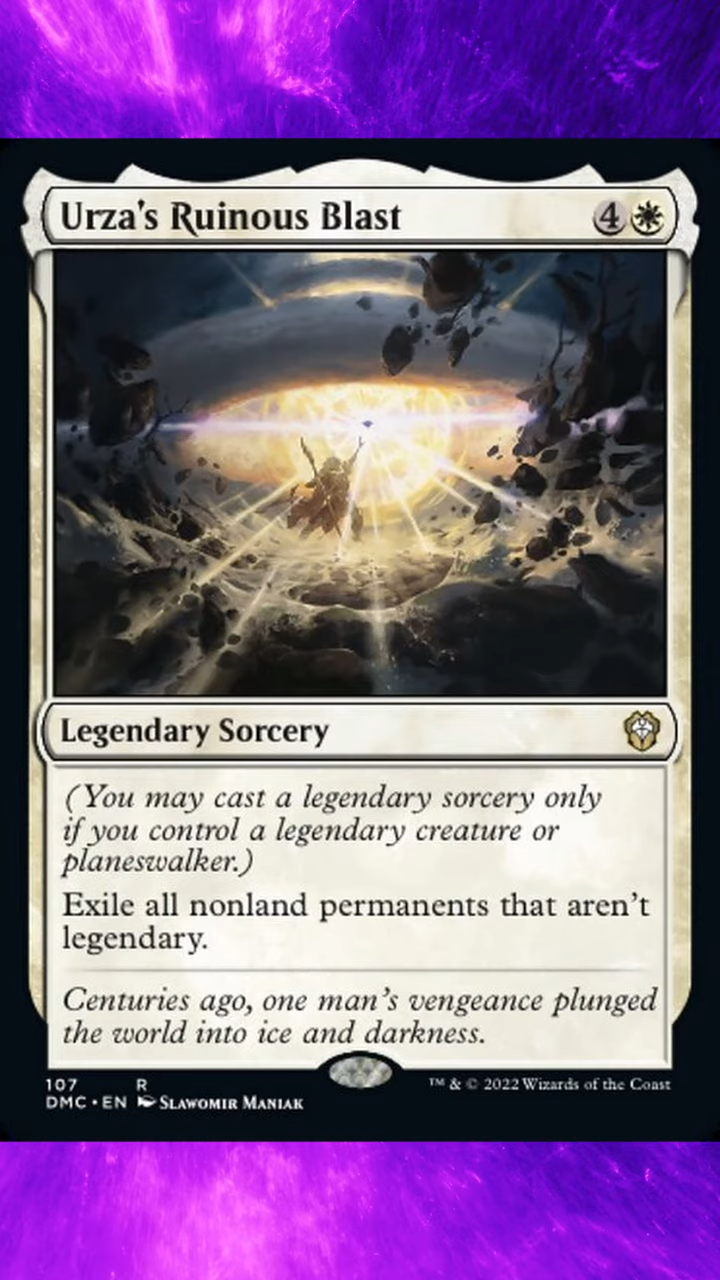 Urza's Ruinous Blast 4
Legendary Sorcery
(You may cast a legendary sorcery only
if you control a legendary creature or
planeswalker.)
Exile all nonland permanents that aren't
legendary.
Centuries ago, one man's vengeance plunged
the world into ice and darkness.
107 R
DMC • EN Slawomir Maniak
™ & © 2022 Wizards of the Coast